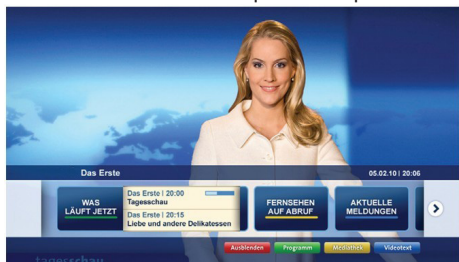 Das Erste
05.02.10 | 20:06
WAS
LÄUFT JETZT
Das Erste | 20:00
Tagesschau
Das Erste | 20:15
Liebe und andere Delikatessen
FERNSEHEN
AUF ABRUF
AKTUELLE
MELDUNGEN
Ausblenden
Programm
Mediathek
Videotext
tagesschau